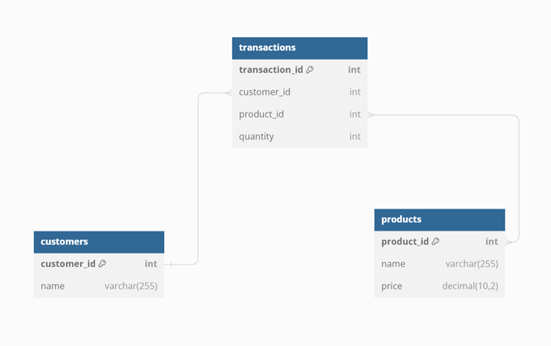 transactions
transaction_id int
customer_id int
product_id int
quantity int
customers
customer_id int
name varchar(255)
products
product_id int
name varchar(255)
price decimal(10,2)